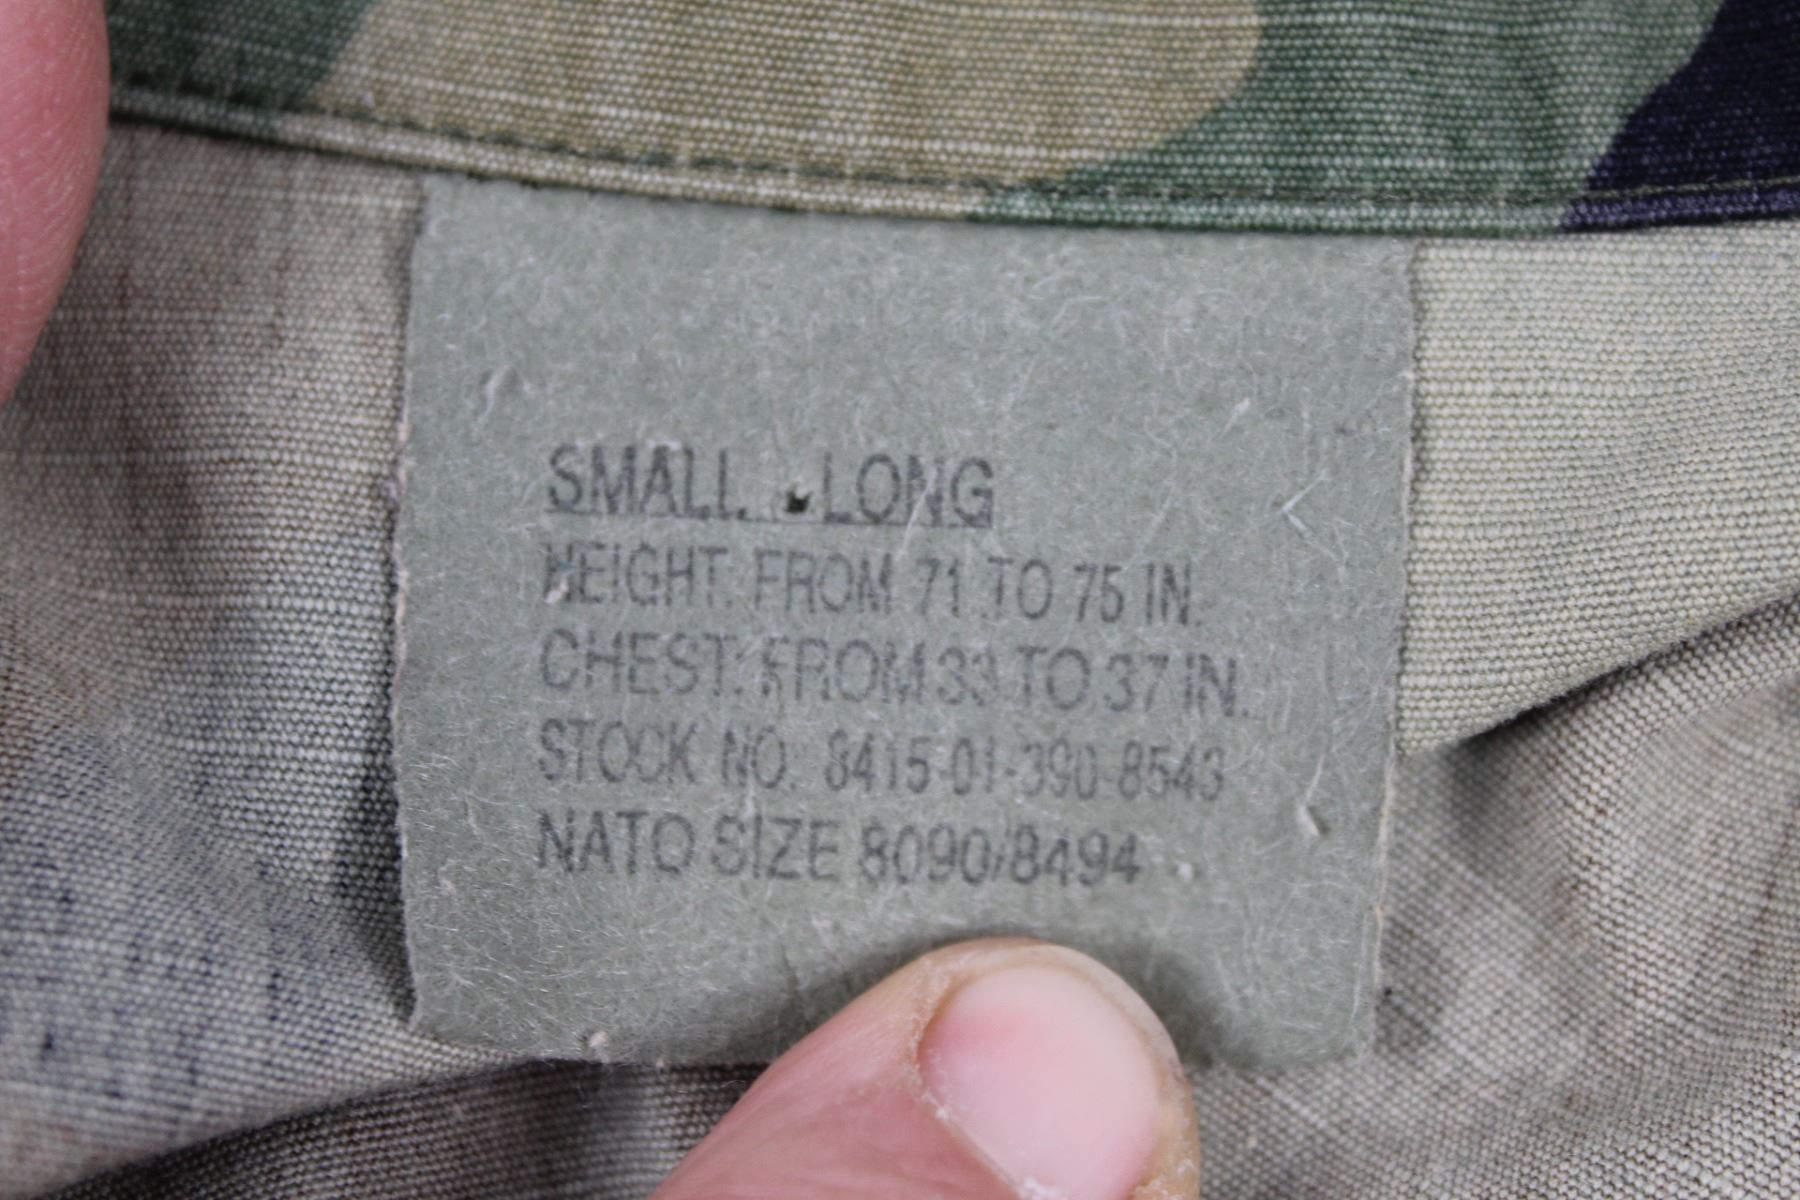 SMALL - LONG
HEIGHT: FROM 71 TO 75 IN.
CHEST: FROM 33 TO 37 IN.
STOCK NO. 8415-01-390-8543
NATO SIZE 8090/8494